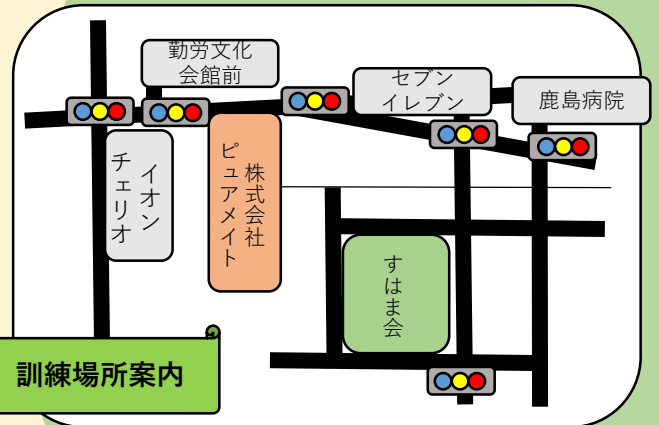 勤労文化
会館前
セブン
イレブン
鹿島病院
イオン
チェリオ
株式会社
ピュアメイト
すはま会
訓練場所案内